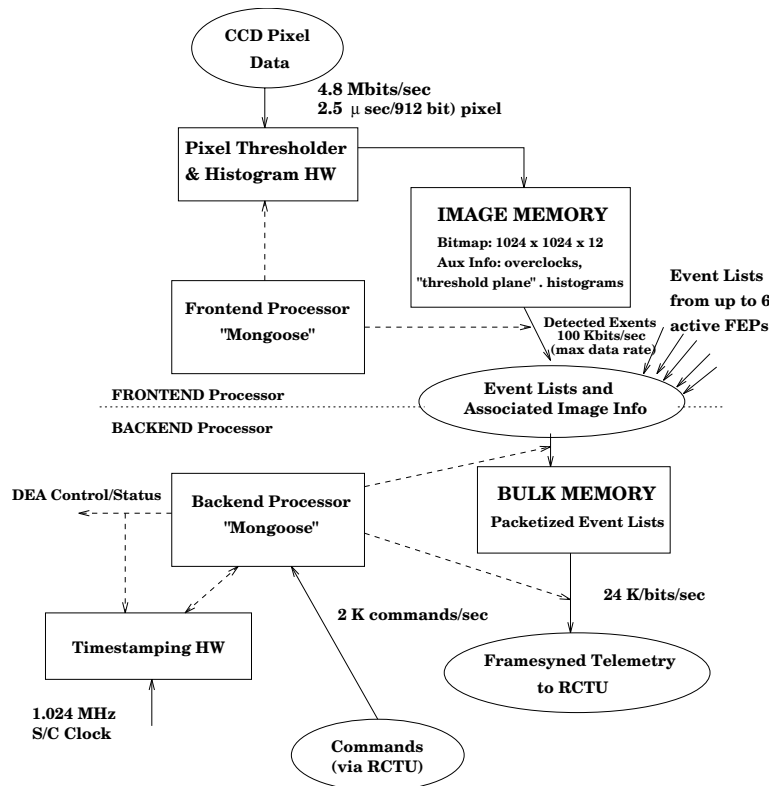 CCD Pixel
Data
4.8 Mbits/sec
2.5 μ sec/912 bit) pixel
Pixel Thresholder
& Histogram HW
IMAGE MEMORY
Bitmap: 1024 x 1024 x 12
Aux Info: overclocks,
"threshold plane" . histograms
Event Lists
from up to 6
active FEPs
Frontend Processor
"Mongoose"
Detected Exents
100 Kbits/sec
(max data rate)
Event Lists and
Associated Image Info
FRONTEND Processor
BACKEND Processor
DEA Control/Status
Backend Processor
"Mongoose"
BULK MEMORY
Packetized Event Lists
24 K/bits/sec
2 K commands/sec
Timestamping HW
Framesyned Telemetry
to RCTU
1.024 MHz
S/C Clock
Commands
(via RCTU)